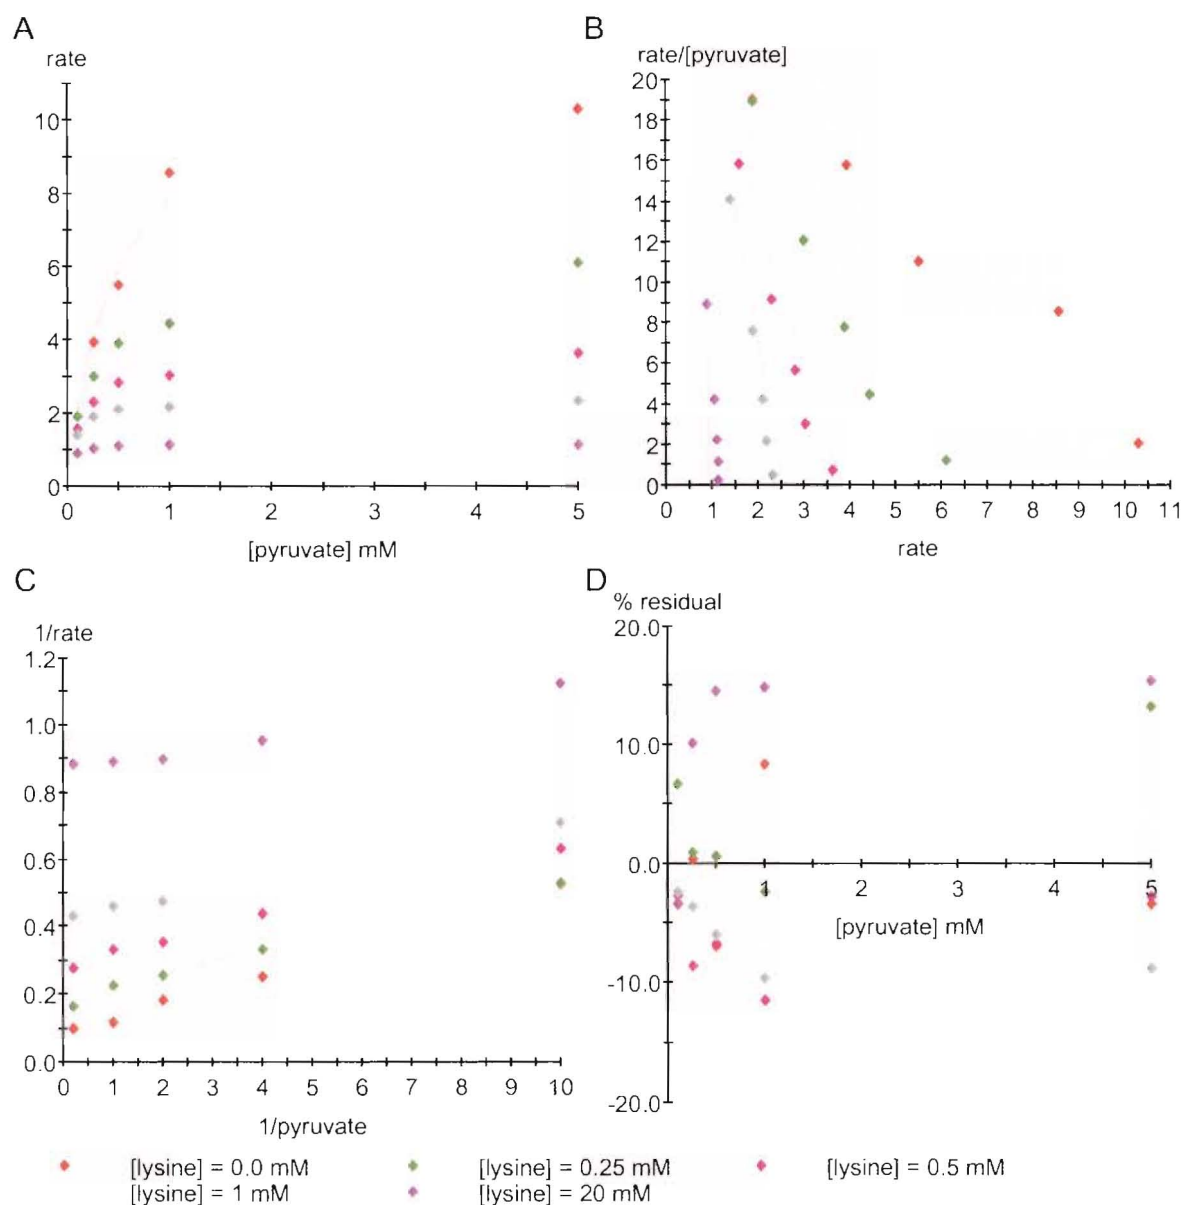 A
rate
10
8
6
4
2
0
0 1 2 3 4 5
[pyruvate] mM
B
rate/[pyruvate]
20
18
16
14
12
10
8
6
4
2
0
0 1 2 3 4 5 6 7 8 9 10 11
rate
C
1/rate
1.2
1.0
0.8
0.6
0.4
0.2
0.0
0 1 2 3 4 5 6 7 8 9 10
1/pyruvate
D
% residual
20.0
10.0
0.0
-10.0
-20.0
1 2 3 4 5
[pyruvate] mM
[lysine] = 0.0 mM [lysine] = 0.25 mM [lysine] = 0.5 mM
[lysine] = 1 mM [lysine] = 20 mM